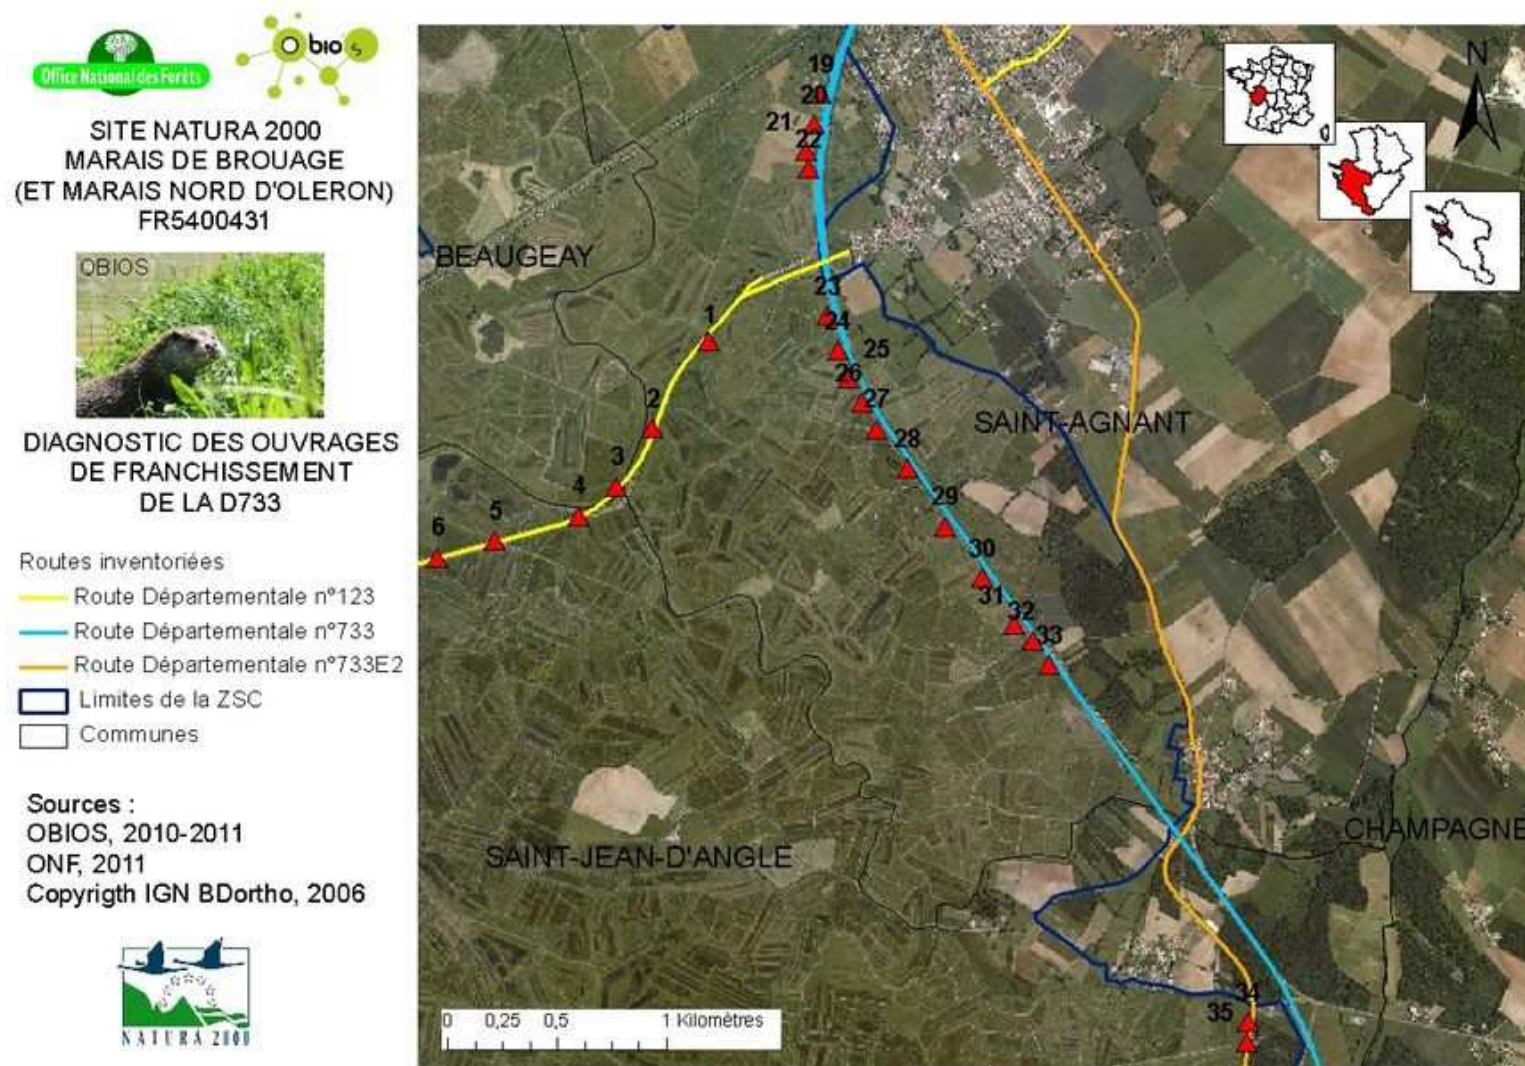 Office National des Forêts
Obios
SITE NATURA 2000
MARAIS DE BROUAGE
(ET MARAIS NORD D'OLERON)
FR5400431
OBIOS
DIAGNOSTIC DES OUVRAGES
DE FRANCHISSEMENT
DE LA D733
Routes inventoriées
Route Départementale n°123
Route Départementale n°733
Route Départementale n°733E2
Limites de la ZSC
Communes
Sources :
OBIOS, 2010-2011
ONF, 2011
Copyrigth IGN BDortho, 2006
NATURA 2000
N
19
20
21
22
BEAUGEAY
23
24
1
25
26
27
2
SAINT-AGNANT
28
3
4
29
5
6
30
31
32
33
CHAMPAGNE
SAINT-JEAN-D'ANGLE
34
35
0 0,25 0,5 1 Kilomètres